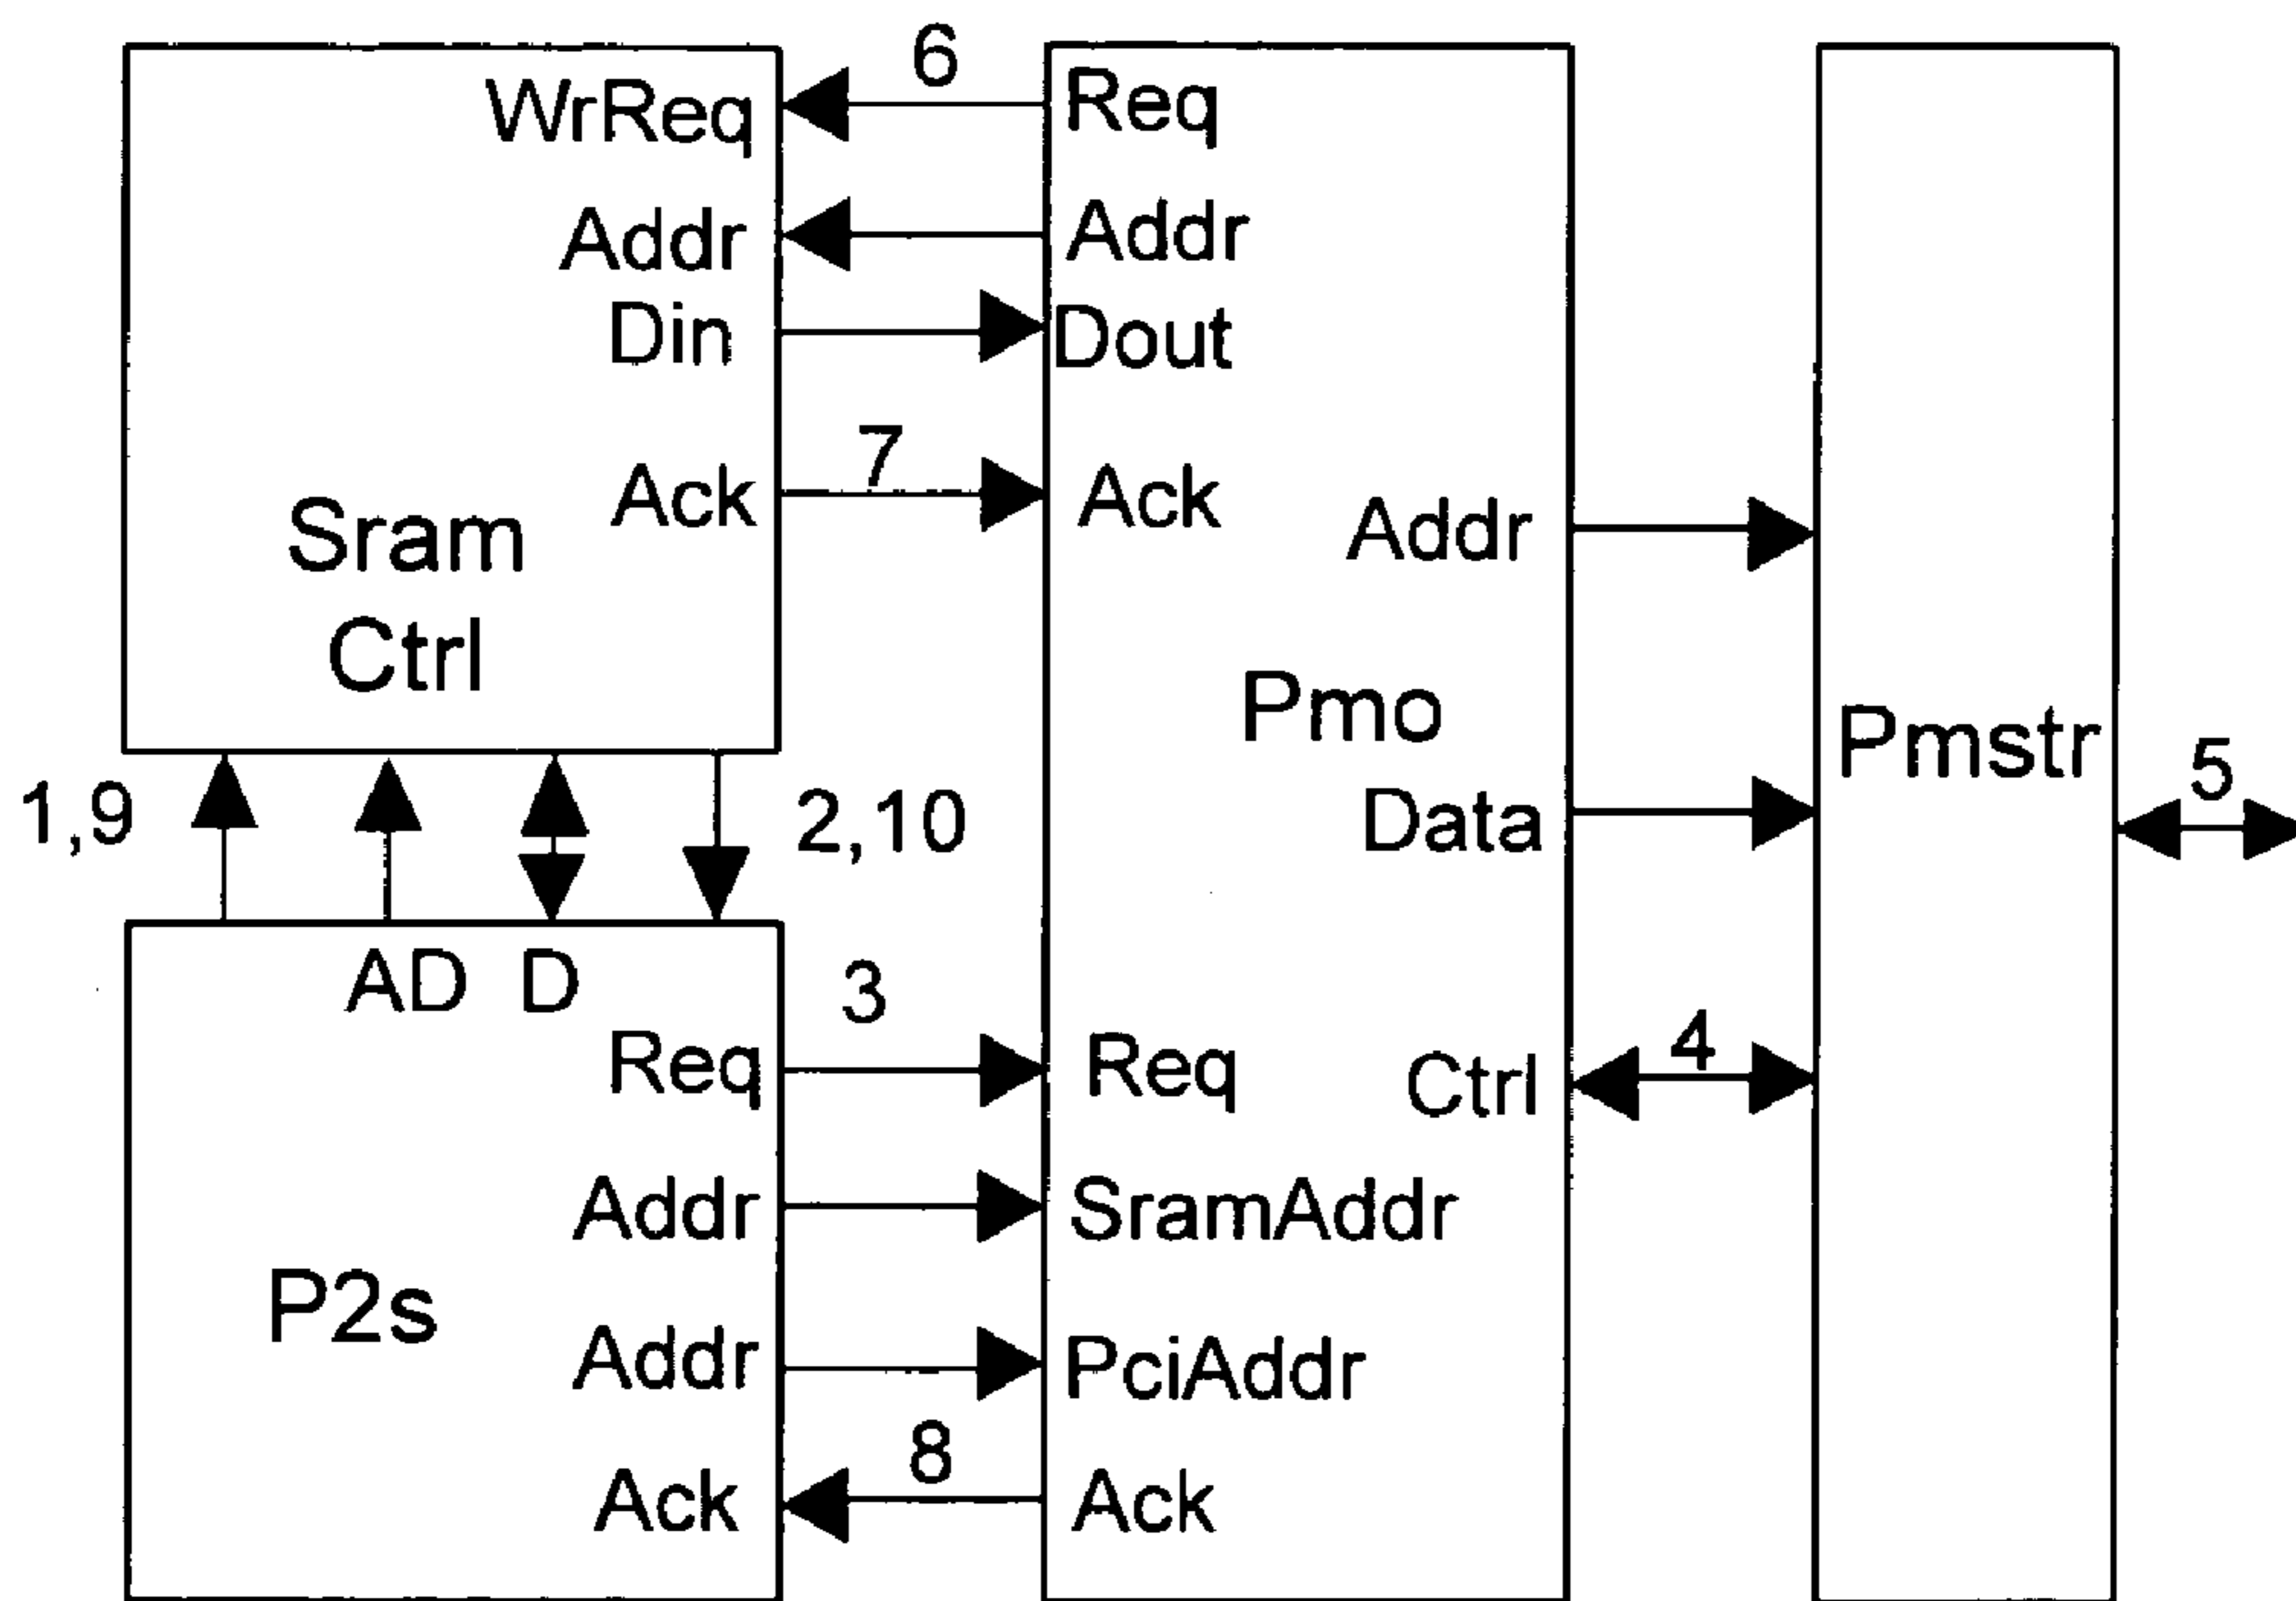 6
WrReq
Req
Addr
Addr
Din
Dout
7
Ack
Ack
Addr
Sram
Ctrl
Pmo
Pmstr
5
1,9
2,10
Data
AD D
3
4
Req
Req
Ctrl
Addr
SramAddr
P2s
Addr
PciAddr
8
Ack
Ack